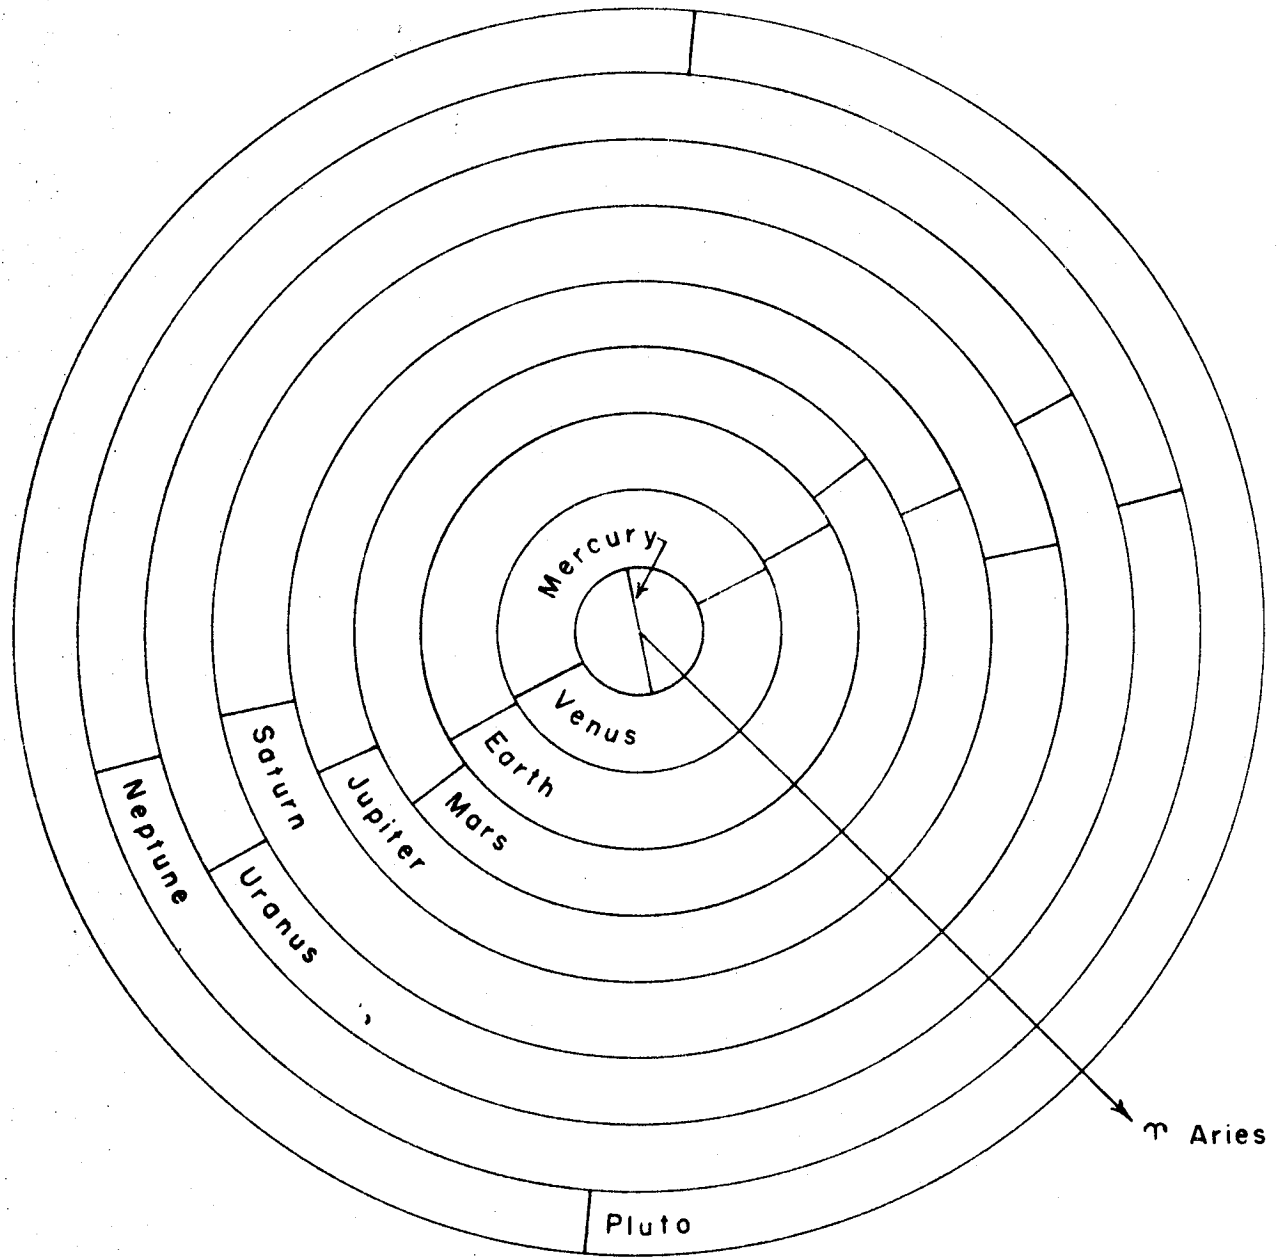 Mercury
Venus
Earth
Mars
Jupiter
Saturn
Uranus
Neptune
Pluto
♈ Aries